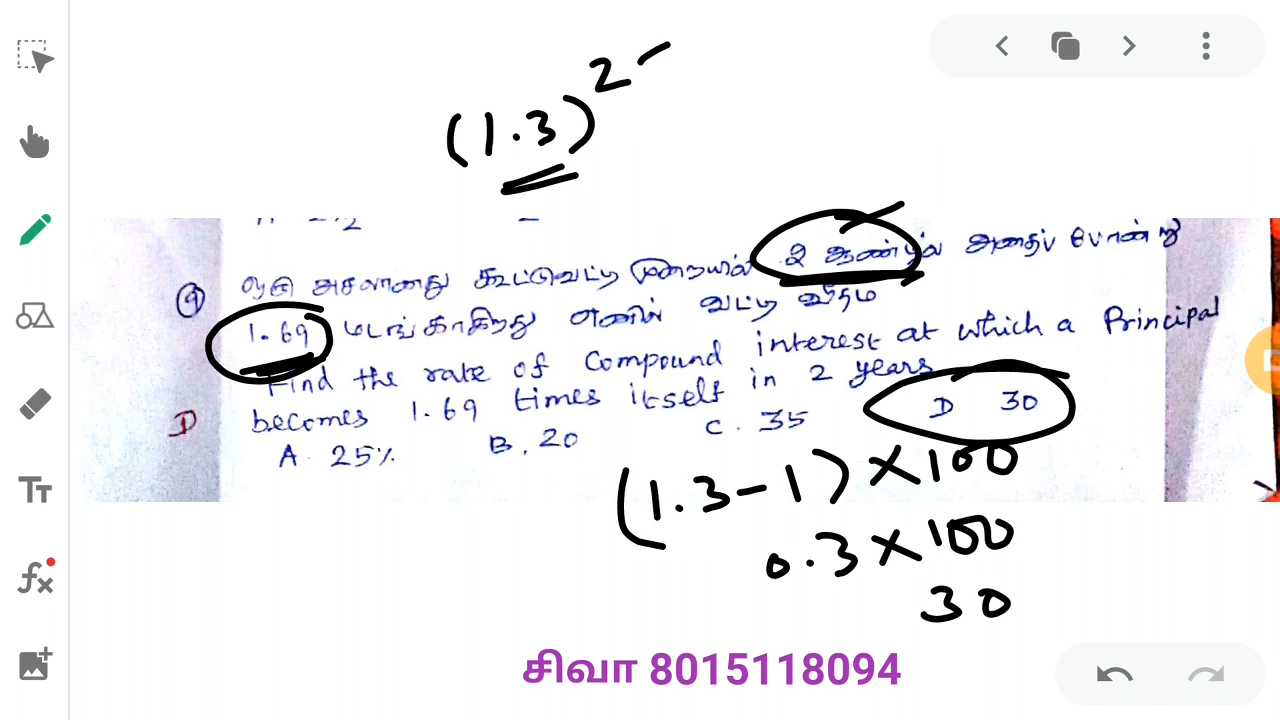 (1.3)²
9 ஒரு அசலானது கூட்டுவட்டி முறையில் 2 ஆண்டில் அதைப் போன்று
1.69 மடங்காகிறது எனில் வட்டி வீதம்
Find the rate of Compound interest at which a Principal
becomes 1.69 times itself in 2 years
D
A. 25%
B. 20
C. 35
D 30
(1.3-1)×100
0.3×100
30
சிவா 8015118094